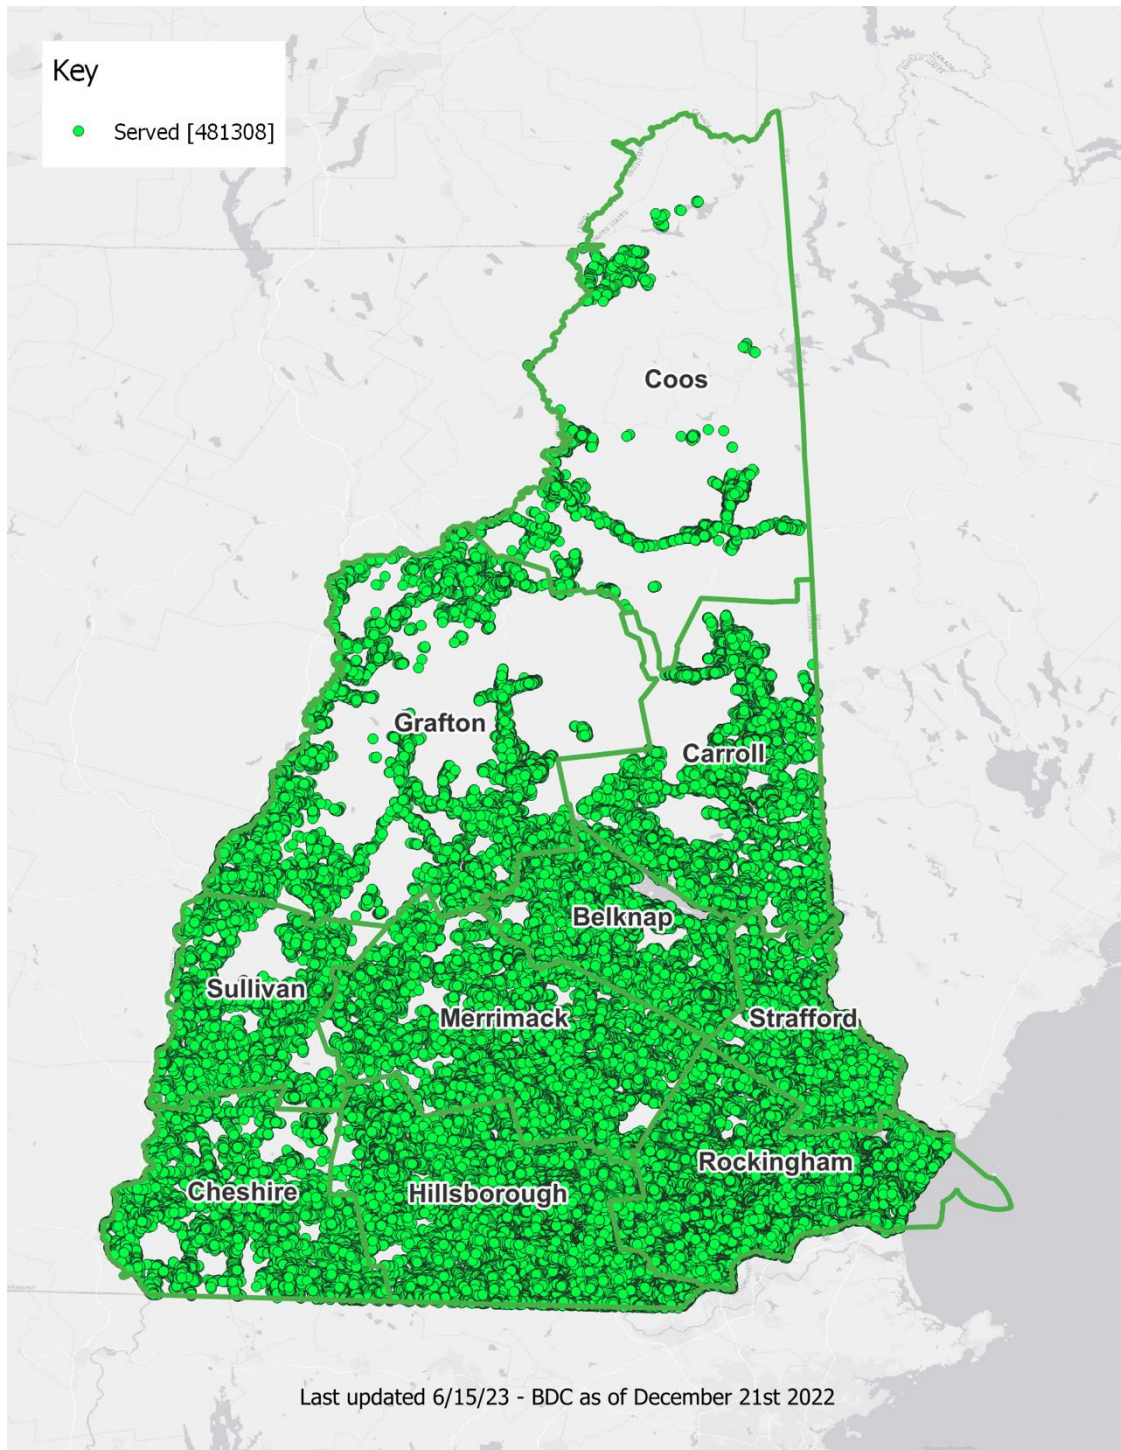 Key
Served [481308]
Coos
Grafton
Carroll
Belknap
Sullivan
Merrimack
Strafford
Rockingham
Cheshire
Hillsborough
Last updated 6/15/23 - BDC as of December 21st 2022